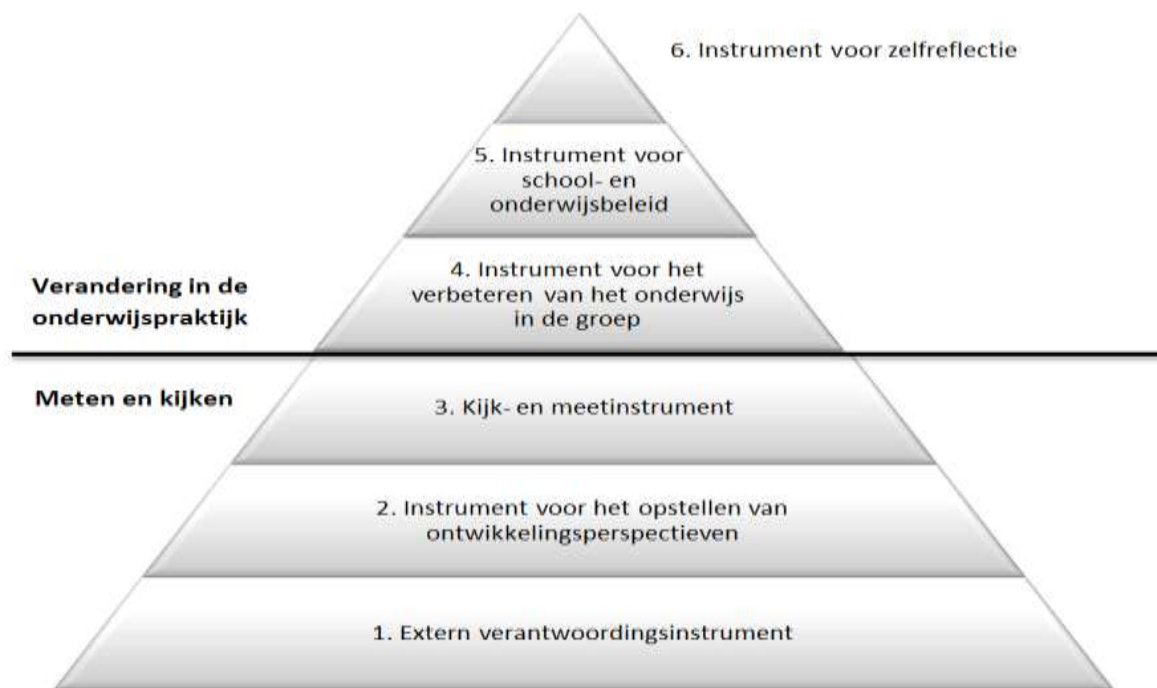 6. Instrument voor zelfreflectie
5. Instrument voor
school- en
onderwijsbeleid
4. Instrument voor het
verbeteren van het onderwijs
in de groep
Verandering in de
onderwijspraktijk
Meten en kijken
3. Kijk- en meetinstrument
2. Instrument voor het opstellen van
ontwikkelingsperspectieven
1. Extern verantwoordingsinstrument